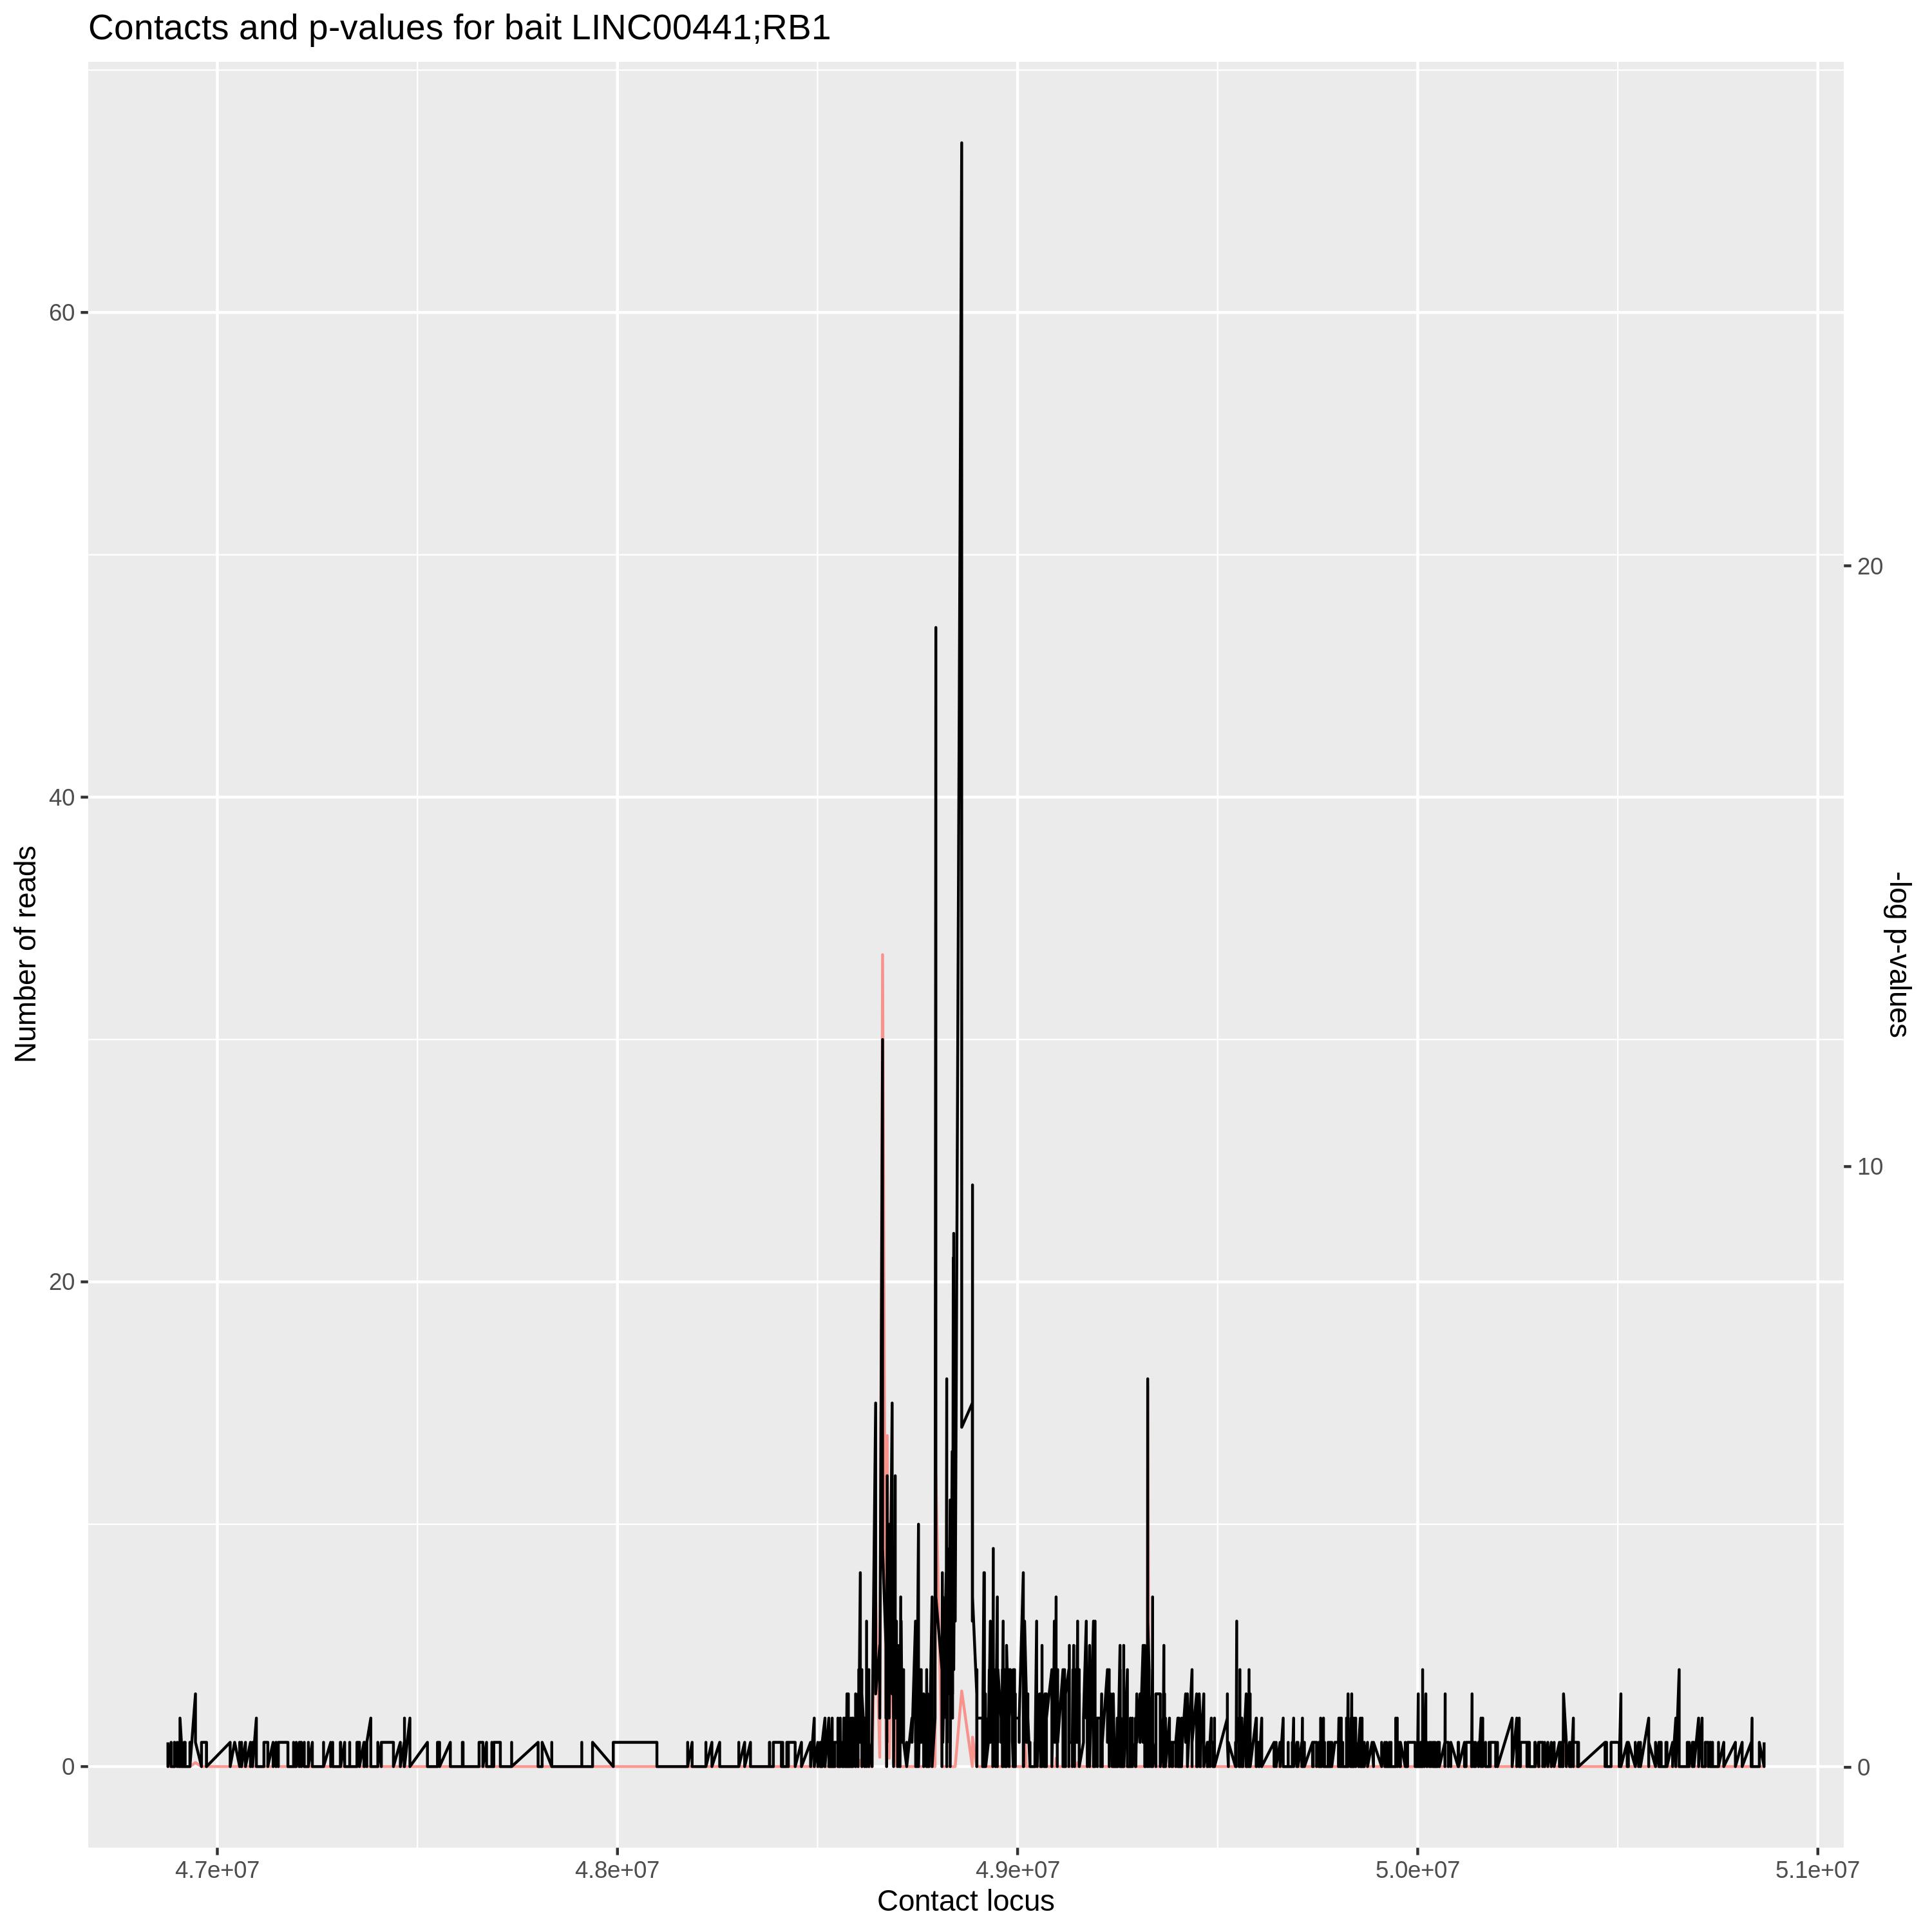 Contacts and p-values for bait LINC00441;RB1
60
40
20
0
Number of reads
20
10
0
-log p-values
4.7e+07
4.8e+07
4.9e+07
5.0e+07
5.1e+07
Contact locus